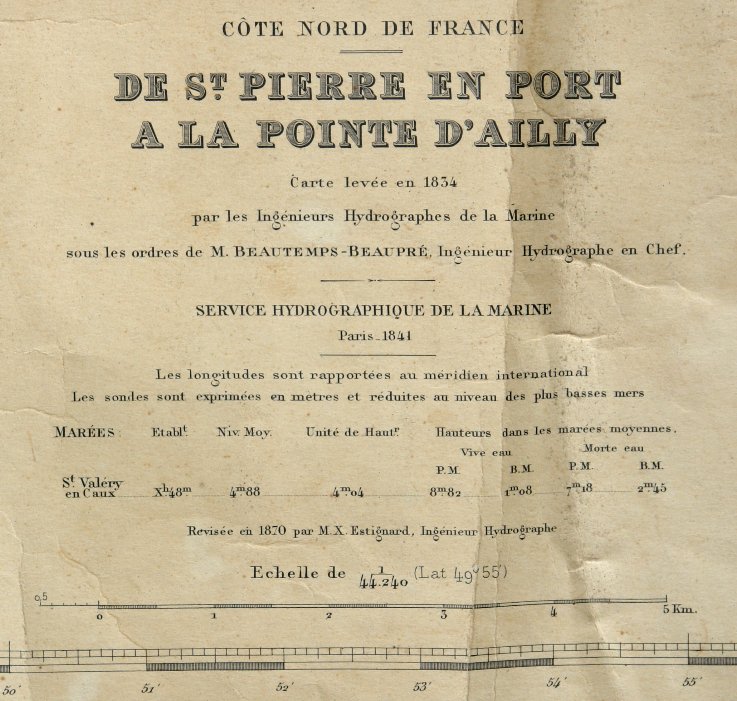 CÔTE NORD DE FRANCE
DE ST. PIERRE EN PORT
A LA POINTE D'AILLY
Carte levée en 1834
par les Ingénieurs Hydrographes de la Marine
sous les ordres de M. BEAUTEMPS-BEAUPRÉ, Ingénieur Hydrographe en Chef.
SERVICE HYDROGRAPHIQUE DE LA MARINE
Paris_1841
Les longitudes sont rapportées au méridien international
Les sondes sont exprimées en mètres et réduites au niveau des plus basses mers
MARÉES: Etablt. Niv. Moy. Unité de Hautr. Hauteurs dans les marées moyennes.
Vive eau Morte eau
P.M. B.M. P.M. B.M.
St. Valéry
en Caux Xh48m 4m88 4m04 8m82 1m08 7m18 2m45
Revisée en 1870 par M.X. Estignard, Ingénieur Hydrographe
Echelle de 1/44.240 (Lat 49° 55')
0,5 0 1 2 3 4 5 Km.
50' 51' 52' 53' 54' 55'